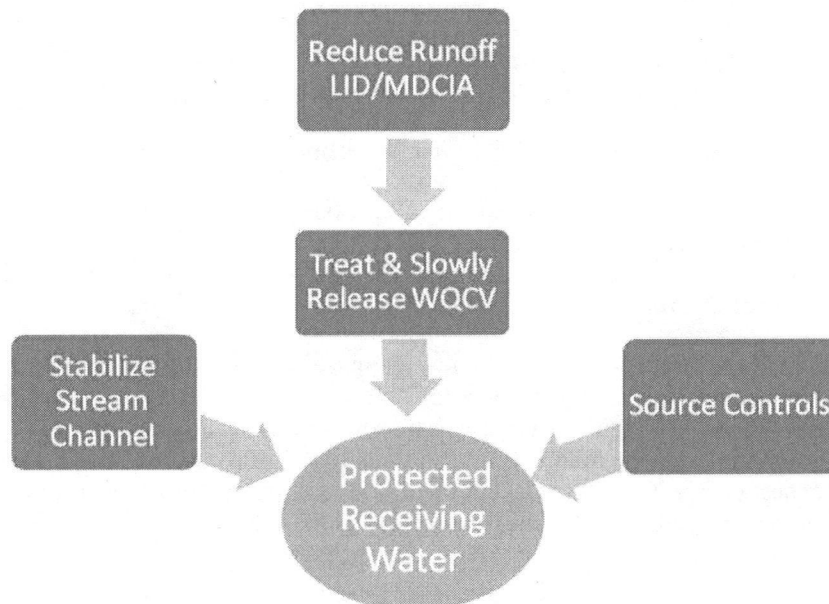 Reduce Runoff
LID/MDCIA
Treat & Slowly
Release WQCV
Stabilize
Stream
Channel
Source Controls
Protected
Receiving
Water